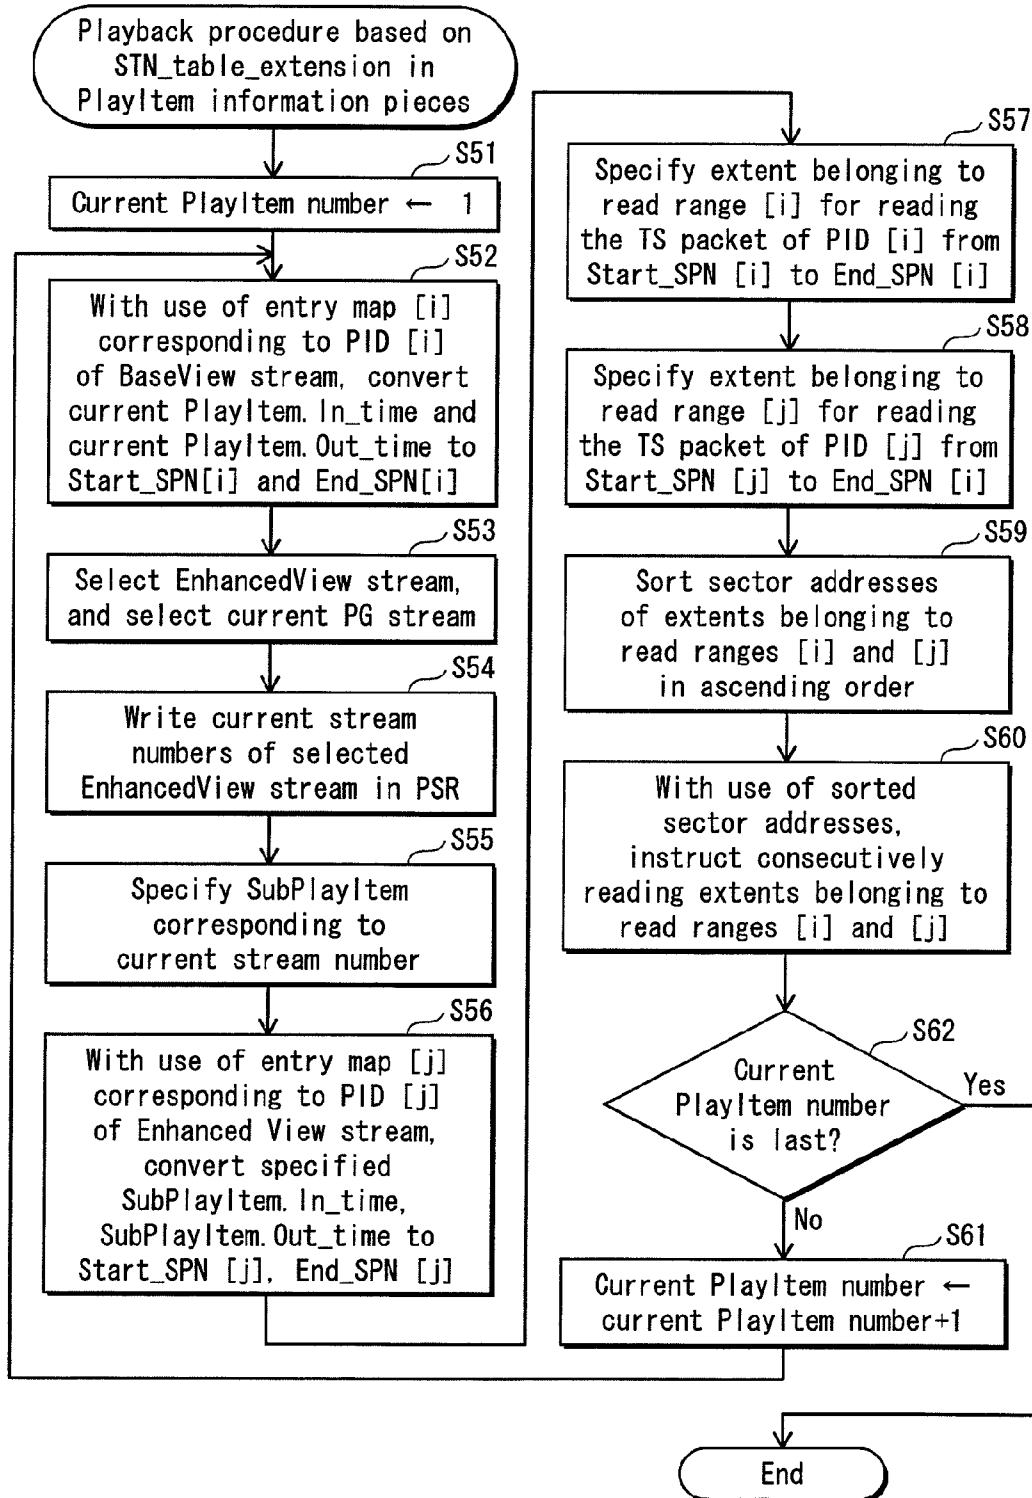 Playback procedure based on
STN_table_extension in
PlayItem information pieces
S51
Current PlayItem number ← 1
S52
With use of entry map [i]
corresponding to PID [i]
of BaseView stream, convert
current PlayItem. In_time and
current PlayItem. Out_time to
Start_SPN[i] and End_SPN[i]
S53
Select EnhancedView stream,
and select current PG stream
S54
Write current stream
numbers of selected
EnhancedView stream in PSR
S55
Specify SubPlayItem
corresponding to
current stream number
S56
With use of entry map [j]
corresponding to PID [j]
of Enhanced View stream,
convert specified
SubPlayItem. In_time,
SubPlayItem. Out_time to
Start_SPN [j], End_SPN [j]
S57
Specify extent belonging to
read range [i] for reading
the TS packet of PID [i] from
Start_SPN [i] to End_SPN [i]
S58
Specify extent belonging to
read range [j] for reading
the TS packet of PID [j] from
Start_SPN [j] to End_SPN [i]
S59
Sort sector addresses
of extents belonging to
read ranges [i] and [j]
in ascending order
S60
With use of sorted
sector addresses,
instruct consecutively
reading extents belonging to
read ranges [i] and [j]
S62
Current
PlayItem number
is last?
Yes
No
S61
Current PlayItem number ←
current PlayItem number+1
End